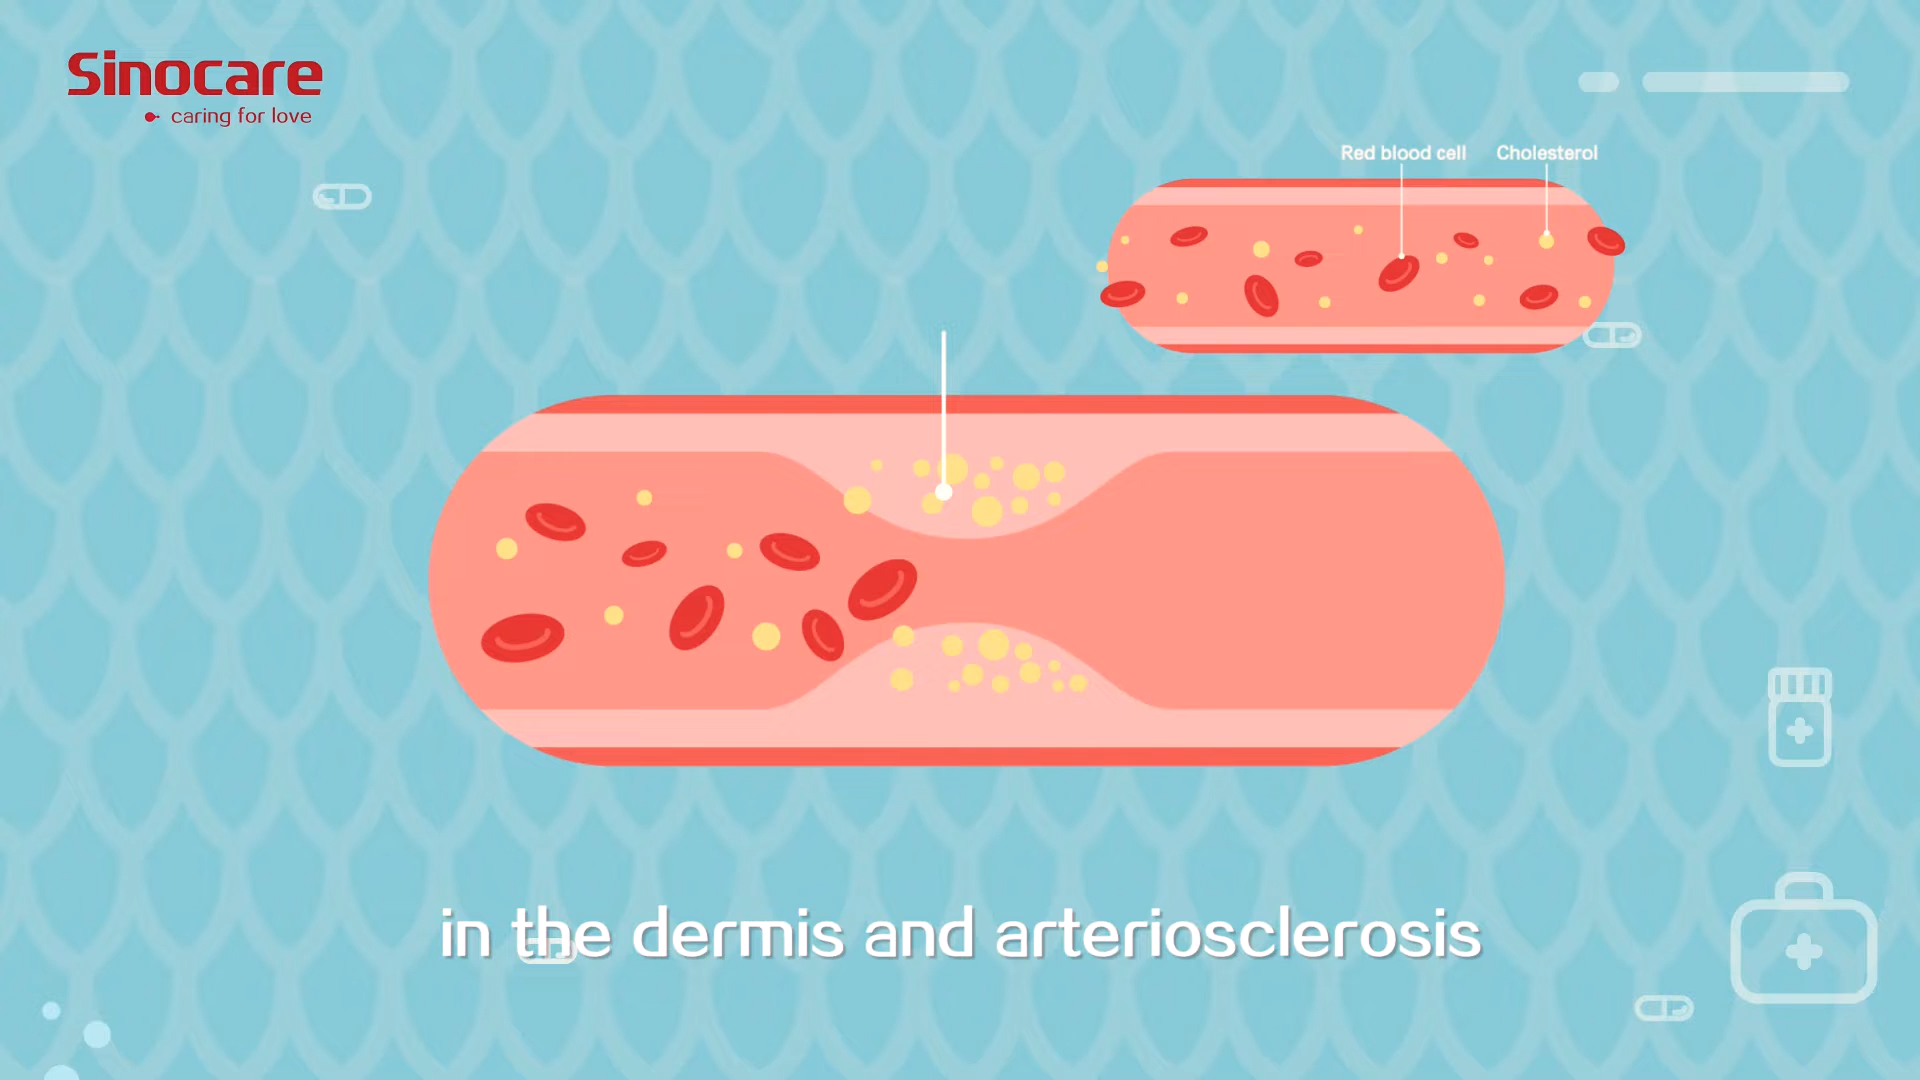 Sinocare
caring for love
Red blood cell Cholesterol
in the dermis and arteriosclerosis